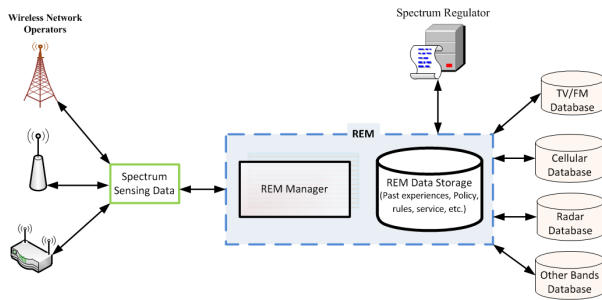 Wireless Network
Operators
Spectrum Regulator
TV/FM
Database
REM
Spectrum
Sensing Data
REM Manager
REM Data Storage
(Past experiences, Policy,
rules, service, etc.)
Cellular
Database
Radar
Database
Other Bands
Database